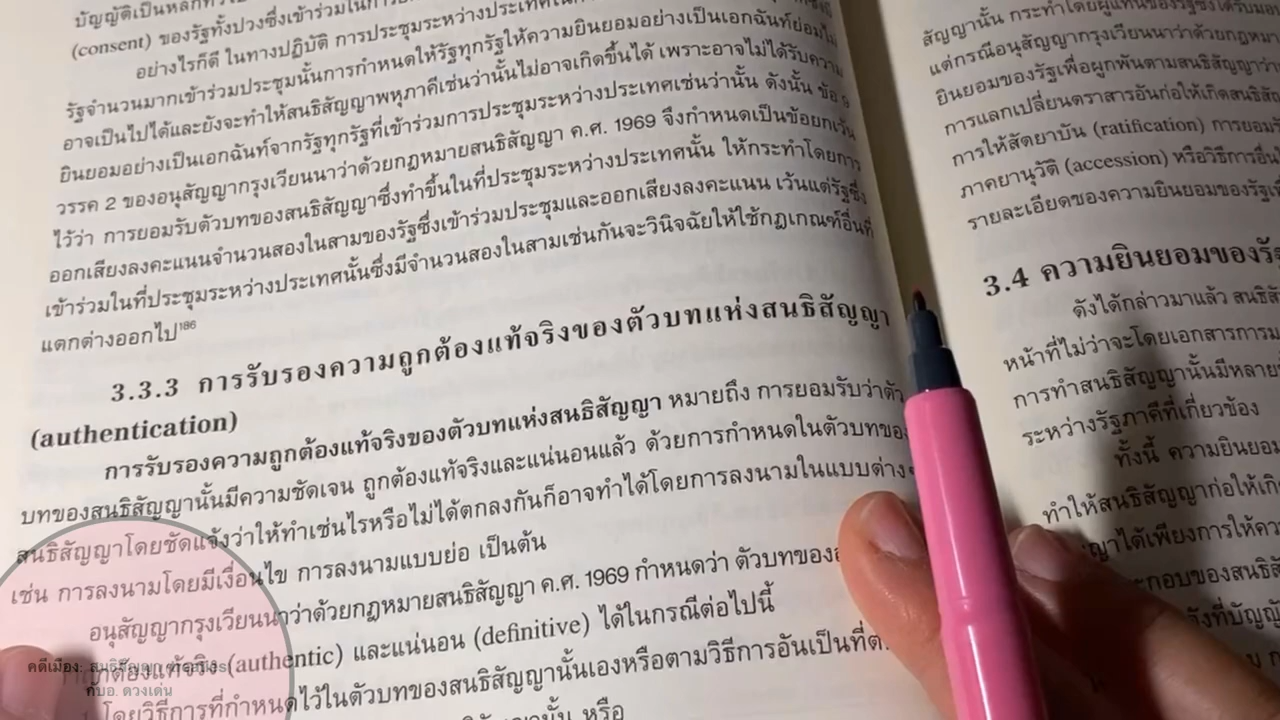 (consent) ของรัฐทั้งปวงซึ่งเข้าร่วมในการ
อย่างไรก็ดี ในทางปฏิบัติ การประชุมระหว่างประเทศ
รัฐจำนวนมากเข้าร่วมประชุมนั้นการกำหนดให้รัฐทุกรัฐให้ความยินยอมอย่างเป็นเอกฉันท์ย่อมไม่
อาจเป็นไปได้และยังจะทำให้สนธิสัญญาพหุภาคีเช่นว่านั้นไม่อาจเกิดขึ้นได้ เพราะอาจไม่ได้รับความ
ยินยอมอย่างเป็นเอกฉันท์จากรัฐทุกรัฐที่เข้าร่วมการประชุมระหว่างประเทศเช่นว่านั้น ดังนั้น ข้อ 9
วรรค 2 ของอนุสัญญากรุงเวียนนาว่าด้วยกฎหมายสนธิสัญญา ค.ศ. 1969 จึงกำหนดเป็นข้อยกเว้น
ไว้ว่า การยอมรับตัวบทของสนธิสัญญาซึ่งทำขึ้นในที่ประชุมระหว่างประเทศนั้น ให้กระทำโดยการ
ออกเสียงลงคะแนนจำนวนสองในสามของรัฐซึ่งเข้าร่วมประชุมและออกเสียงลงคะแนน เว้นแต่รัฐซึ่ง
เข้าร่วมในที่ประชุมระหว่างประเทศนั้นซึ่งมีจำนวนสองในสามเช่นกันจะวินิจฉัยให้ใช้กฎเกณฑ์อื่นที่
แตกต่างออกไป186
3.3.3 การรับรองความถูกต้องแท้จริงของตัวบทแห่งสนธิสัญญา
(authentication)
การรับรองความถูกต้องแท้จริงของตัวบทแห่งสนธิสัญญา หมายถึง การยอมรับว่าตัว
บทของสนธิสัญญานั้นมีความชัดเจน ถูกต้องแท้จริงและแน่นอนแล้ว ด้วยการกำหนดในตัวบทของ
สนธิสัญญาโดยชัดแจ้งว่าให้ทำเช่นไรหรือไม่ได้ตกลงกันก็อาจทำได้โดยการลงนามในแบบต่าง ๆ
เช่น การลงนามโดยมีเงื่อนไข การลงนามแบบย่อ เป็นต้น
อนุสัญญากรุงเวียนนาว่าด้วยกฎหมายสนธิสัญญา ค.ศ. 1969 กำหนดว่า ตัวบทของ
ถูกต้องแท้จริง (authentic) และแน่นอน (definitive) ได้ในกรณีต่อไปนี้
โดยวิธีการที่กำหนดไว้ในตัวบทของสนธิสัญญานั้นเองหรือตามวิธีการอันเป็นที่
หรือ
คดีเมือง: สนธิสัญญา
กับอ. ดวงเด่น
สัญญานั้น กระทำโดยผู้แทนของรัฐซึ่งได้รับ
แต่กรณีอนุสัญญากรุงเวียนนาว่าด้วยกฎหมา
ยินยอมของรัฐเพื่อผูกพันตามสนธิสัญญาว่า
การแลกเปลี่ยนตราสารอันก่อให้เกิดสนธิสัญ
การให้สัตยาบัน (ratification) การยอมรั
ภาคยานุวัติ (accession) หรือวิธีการอื่น
รายละเอียดของความยินยอมของรัฐ
3.4 ความยินยอมของรัฐ
ดังได้กล่าวมาแล้ว สนธิสั
หน้าที่ไม่ว่าจะโดยเอกสารการ
การทำสนธิสัญญานั้นมีหลาย
ระหว่างรัฐภาคีที่เกี่ยวข้อง
ทั้งนี้ ความยินยอม
ทำให้สนธิสัญญาก่อให้เกิ
ได้เพียงการให้